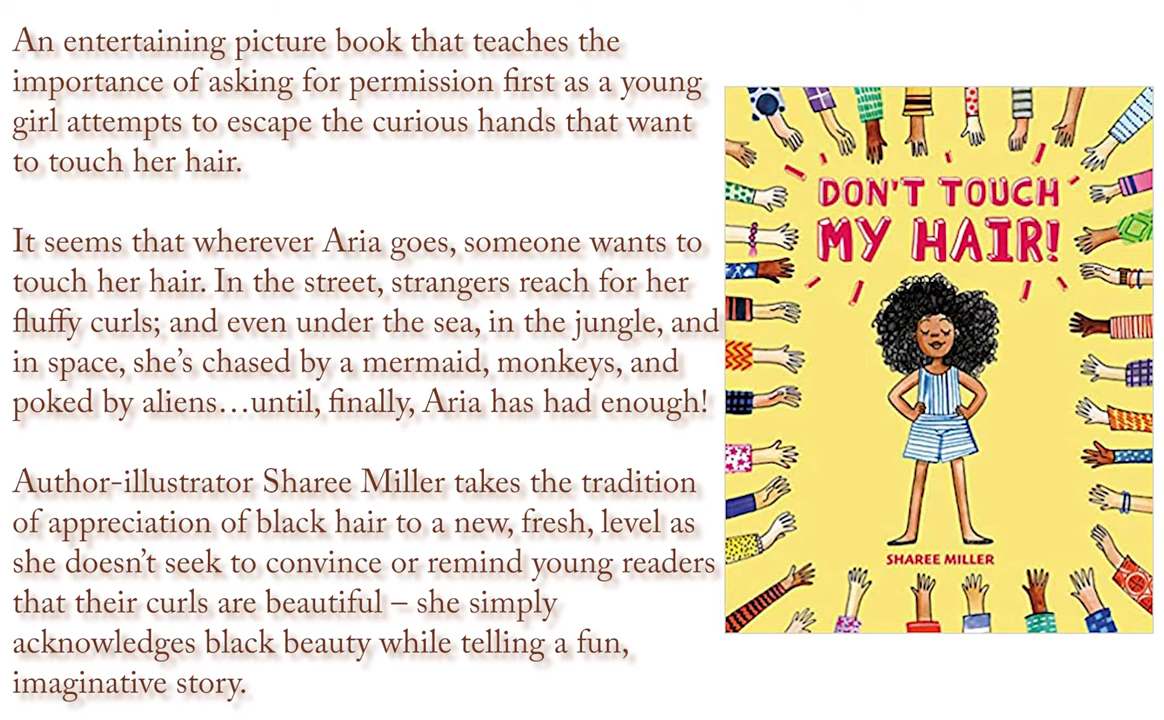 An entertaining picture book that teaches the
importance of asking for permission first as a young
girl attempts to escape the curious hands that want
to touch her hair.
It seems that wherever Aria goes, someone wants to
touch her hair. In the street, strangers reach for her
fluffy curls; and even under the sea, in the jungle, and
in space, she's chased by a mermaid, monkeys, and
poked by aliens…until, finally, Aria has had enough!
Author-illustrator Sharee Miller takes the tradition
of appreciation of black hair to a new, fresh, level as
she doesn't seek to convince or remind young readers
that their curls are beautiful – she simply
acknowledges black beauty while telling a fun,
imaginative story.
DON'T TOUCH
MY HAIR!
SHAREE MILLER